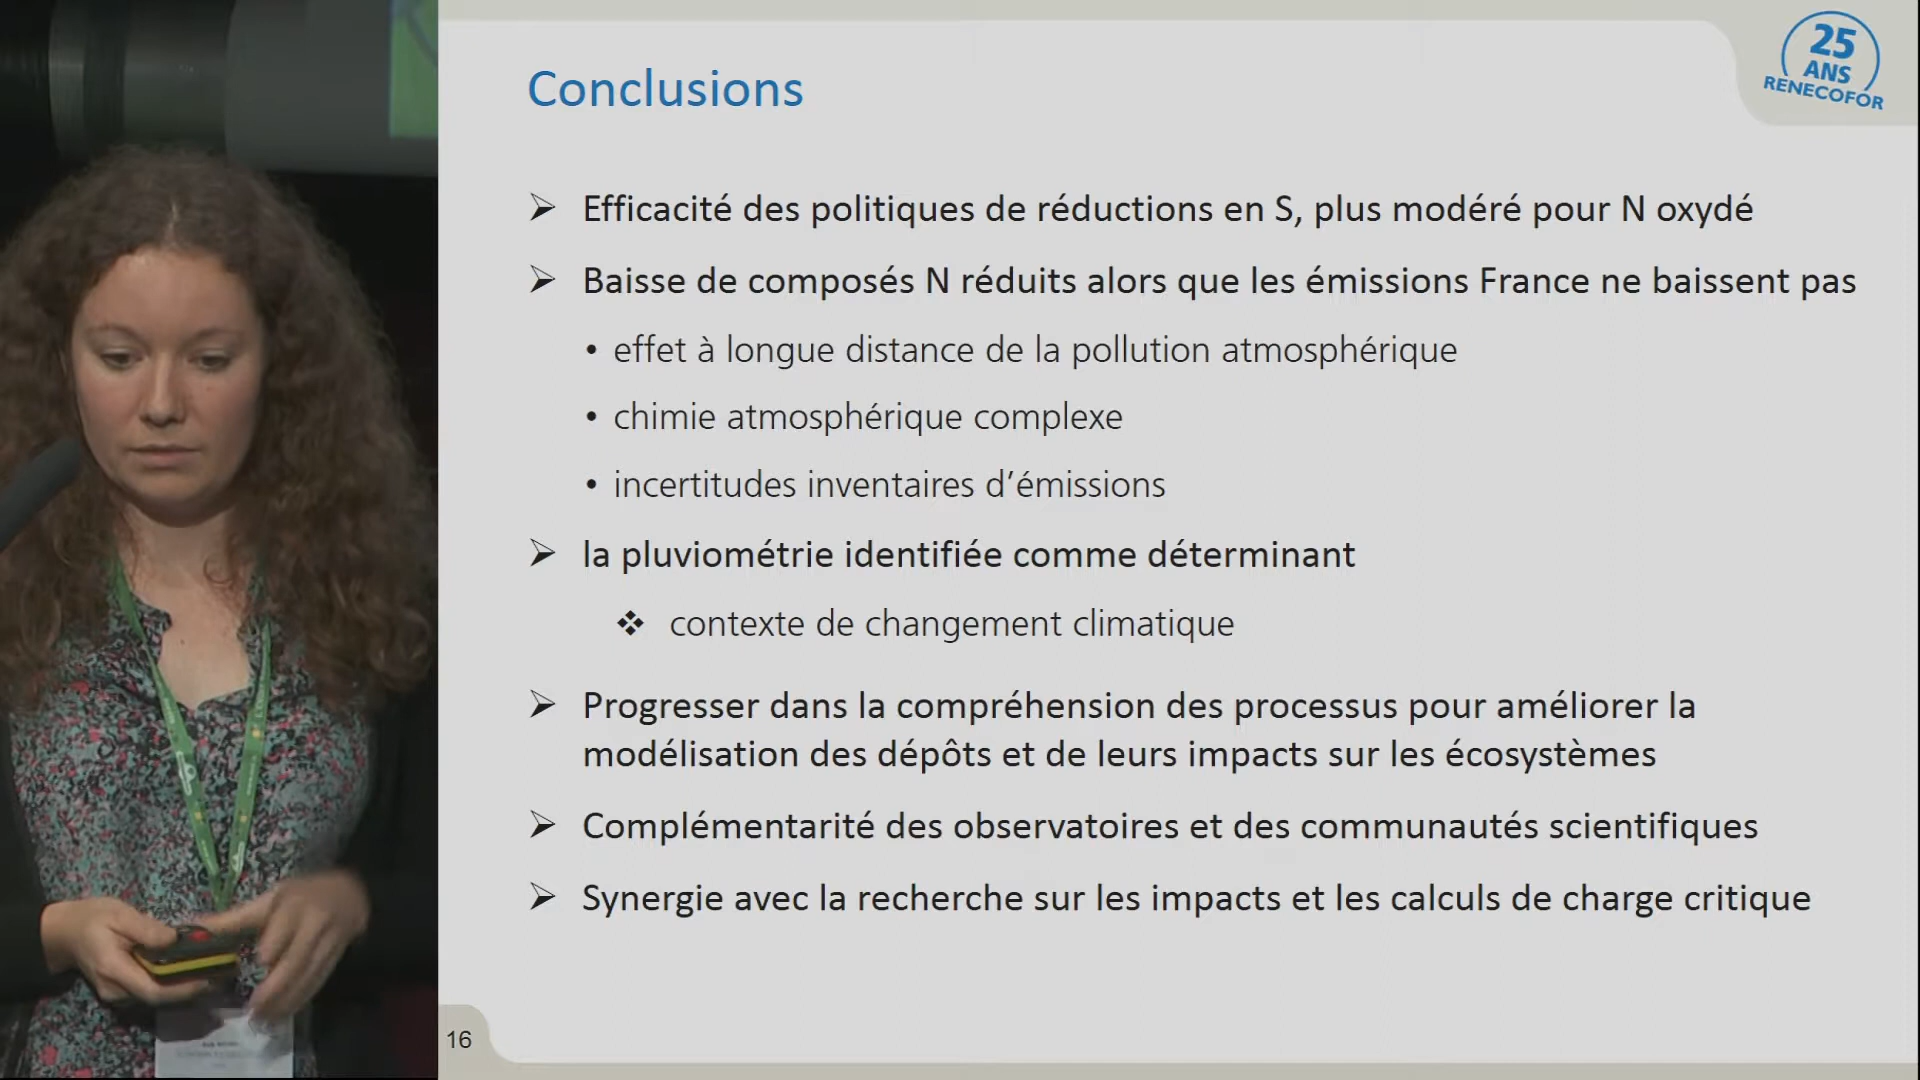 25
ANS
RENECOFOR
Conclusions
➢ Efficacité des politiques de réductions en S, plus modéré pour N oxydé
➢ Baisse de composés N réduits alors que les émissions France ne baissent pas
• effet à longue distance de la pollution atmosphérique
• chimie atmosphérique complexe
• incertitudes inventaires d’émissions
➢ la pluviométrie identifiée comme déterminant
❖ contexte de changement climatique
➢ Progresser dans la compréhension des processus pour améliorer la
modélisation des dépôts et de leurs impacts sur les écosystèmes
➢ Complémentarité des observatoires et des communautés scientifiques
➢ Synergie avec la recherche sur les impacts et les calculs de charge critique
16